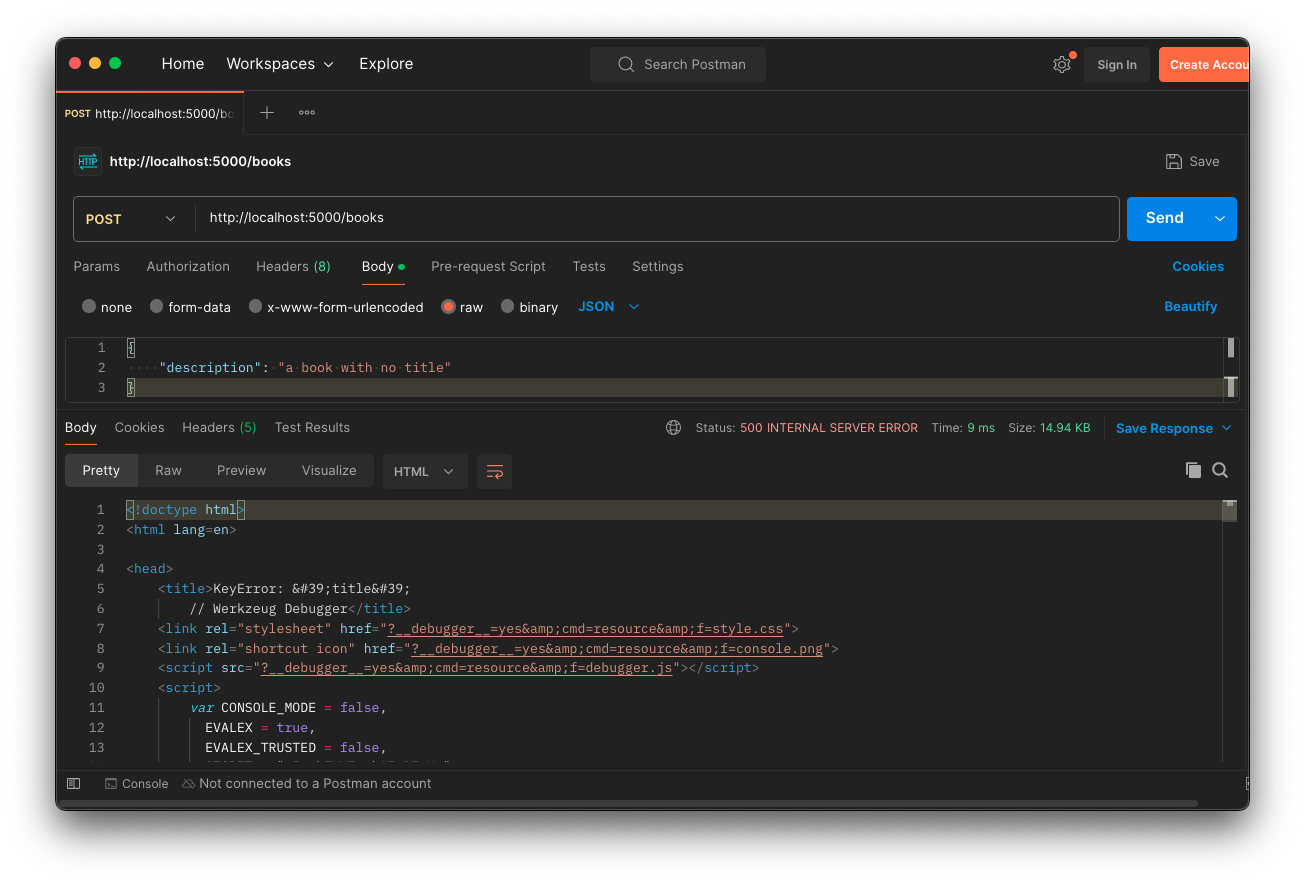 Home Workspaces Explore Search Postman Sign In Create Accou
POST http://localhost:5000/bo
HTTP http://localhost:5000/books Save
POST http://localhost:5000/books Send
Params Authorization Headers (8) Body Pre-request Script Tests Settings Cookies
none form-data x-www-form-urlencoded raw binary JSON Beautify
1 {
2 ····"description":·"a·book·with·no·title"
3 }
Body Cookies Headers (5) Test Results Status: 500 INTERNAL SERVER ERROR Time: 9 ms Size: 14.94 KB Save Response
Pretty Raw Preview Visualize HTML
1 <!doctype html>
2 <html lang=en>
3
4 <head>
5 <title>KeyError: &#39;title&#39;
6 // Werkzeug Debugger</title>
7 <link rel="stylesheet" href="?__debugger__=yes&amp;cmd=resource&amp;f=style.css">
8 <link rel="shortcut icon" href="?__debugger__=yes&amp;cmd=resource&amp;f=console.png">
9 <script src="?__debugger__=yes&amp;cmd=resource&amp;f=debugger.js"></script>
10 <script>
11 var CONSOLE_MODE = false,
12 EVALEX = true,
13 EVALEX_TRUSTED = false,
Console Not connected to a Postman account